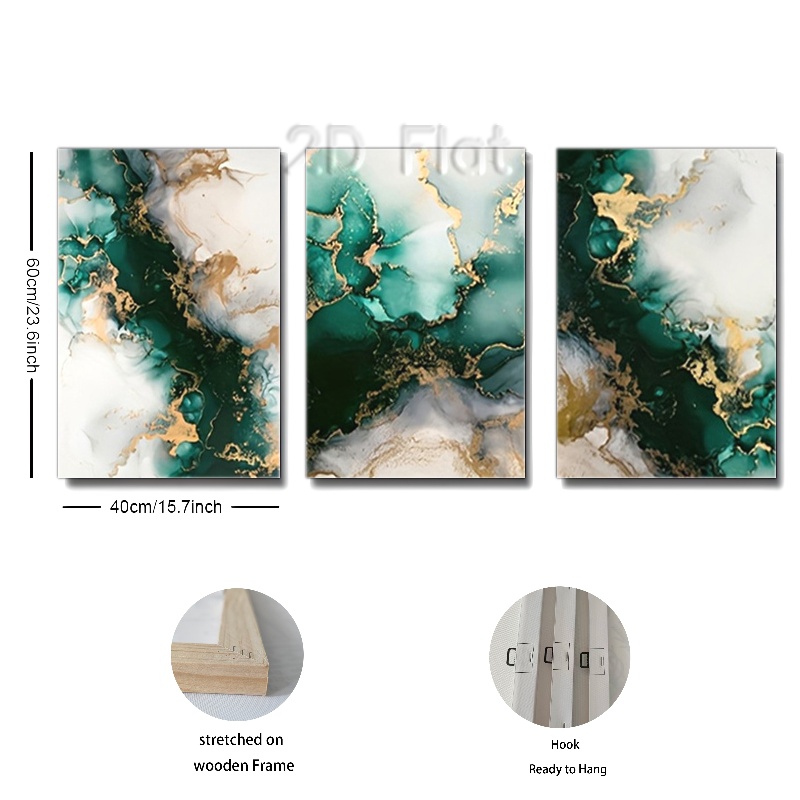 2D Flat
60cm/23.6inch
40cm/15.7inch
stretched on
wooden Frame
Hook
Ready to Hang